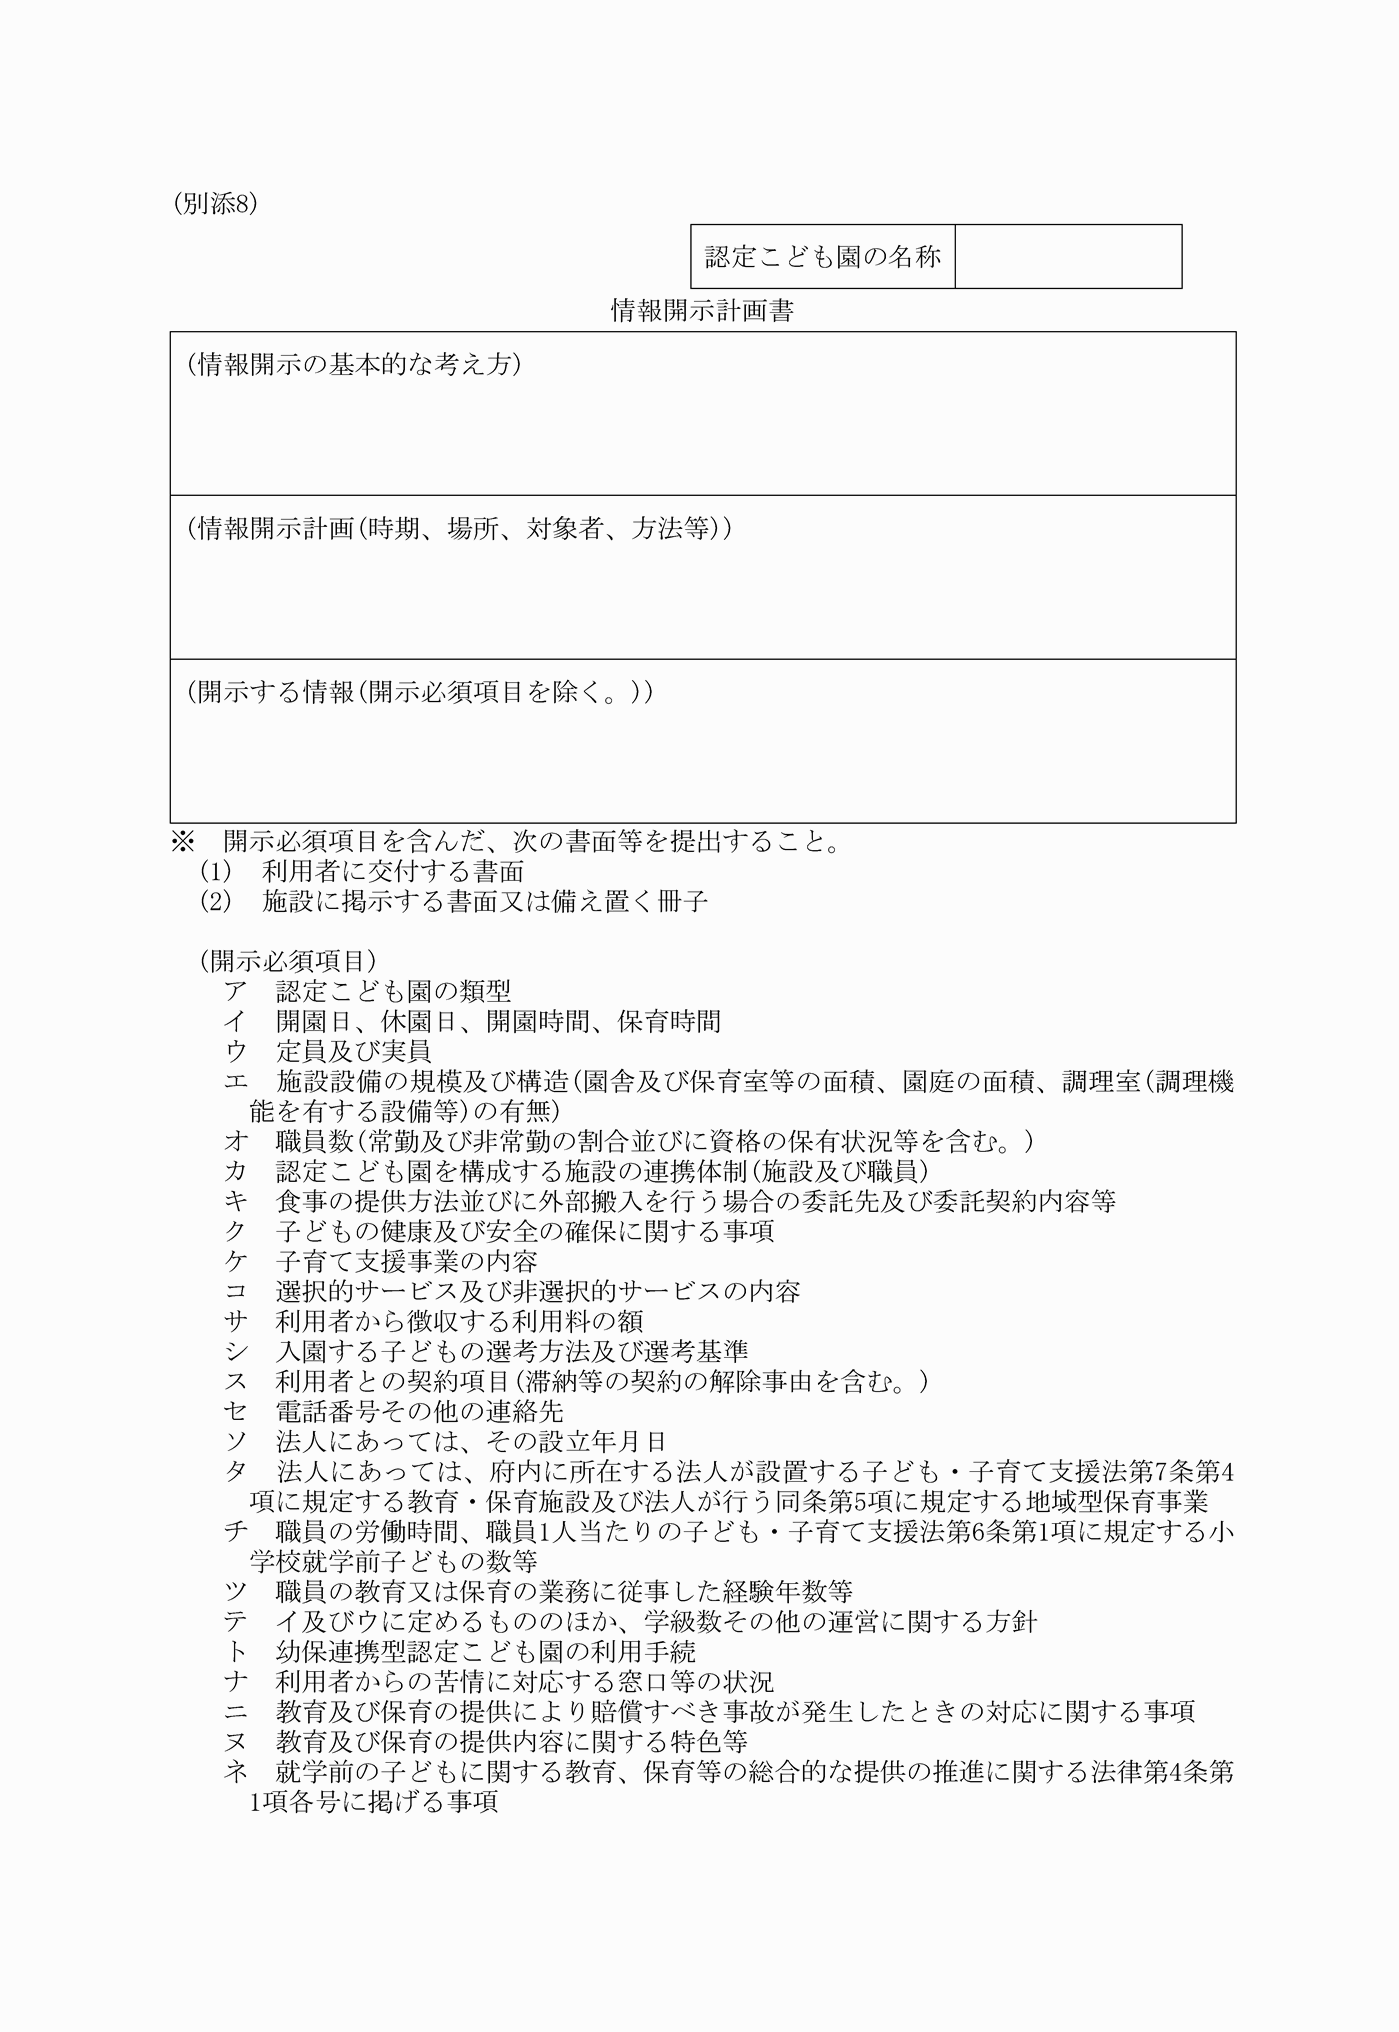 (別添8)
認定こども園の名称
情報開示計画書
(情報開示の基本的な考え方)
(情報開示計画(時期、場所、対象者、方法等))
(開示する情報(開示必須項目を除く。))
※　開示必須項目を含んだ、次の書面等を提出すること。
(1)　利用者に交付する書面
(2)　施設に掲示する書面又は備え置く冊子
(開示必須項目)
ア　認定こども園の類型
イ　開園日、休園日、開園時間、保育時間
ウ　定員及び実員
エ　施設設備の規模及び構造(園舎及び保育室等の面積、園庭の面積、調理室(調理機
能を有する設備等)の有無)
オ　職員数(常勤及び非常勤の割合並びに資格の保有状況等を含む。)
カ　認定こども園を構成する施設の連携体制(施設及び職員)
キ　食事の提供方法並びに外部搬入を行う場合の委託先及び委託契約内容等
ク　子どもの健康及び安全の確保に関する事項
ケ　子育て支援事業の内容
コ　選択的サービス及び非選択的サービスの内容
サ　利用者から徴収する利用料の額
シ　入園する子どもの選考方法及び選考基準
ス　利用者との契約項目(滞納等の契約の解除事由を含む。)
セ　電話番号その他の連絡先
ソ　法人にあっては、その設立年月日
タ　法人にあっては、府内に所在する法人が設置する子ども・子育て支援法第7条第4
項に規定する教育・保育施設及び法人が行う同条第5項に規定する地域型保育事業
チ　職員の労働時間、職員1人当たりの子ども・子育て支援法第6条第1項に規定する小
学校就学前子どもの数等
ツ　職員の教育又は保育の業務に従事した経験年数等
テ　イ及びウに定めるもののほか、学級数その他の運営に関する方針
ト　幼保連携型認定こども園の利用手続
ナ　利用者からの苦情に対応する窓口等の状況
ニ　教育及び保育の提供により賠償すべき事故が発生したときの対応に関する事項
ヌ　教育及び保育の提供内容に関する特色等
ネ　就学前の子どもに関する教育、保育等の総合的な提供の推進に関する法律第4条第
1項各号に掲げる事項